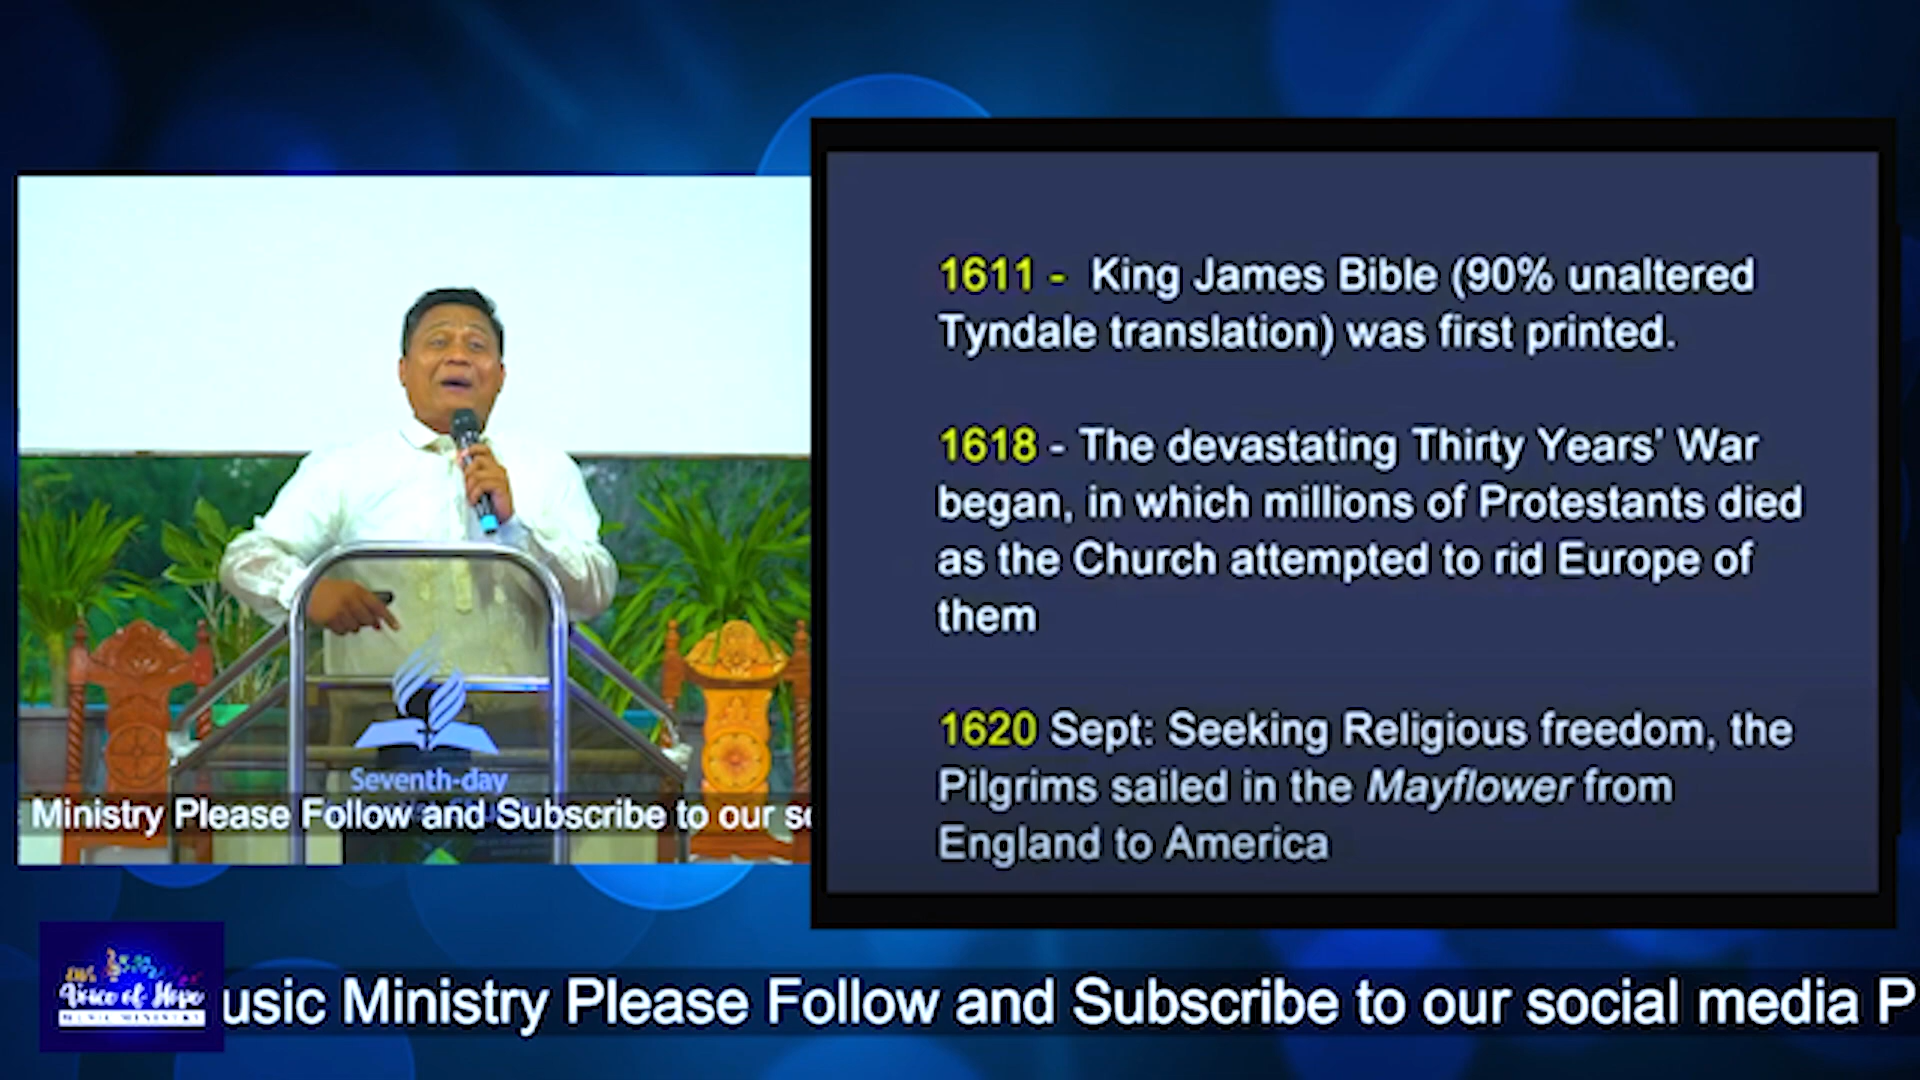 1611 - King James Bible (90% unaltered
Tyndale translation) was first printed.
1618 - The devastating Thirty Years' War
began, in which millions of Protestants died
as the Church attempted to rid Europe of
them
1620 Sept: Seeking Religious freedom, the
Pilgrims sailed in the Mayflower from
England to America
Seventh-day
Ministry Please Follow and Subscribe to our so
Voice of Hope
MUSIC MINISTRY
usic Ministry Please Follow and Subscribe to our social media P